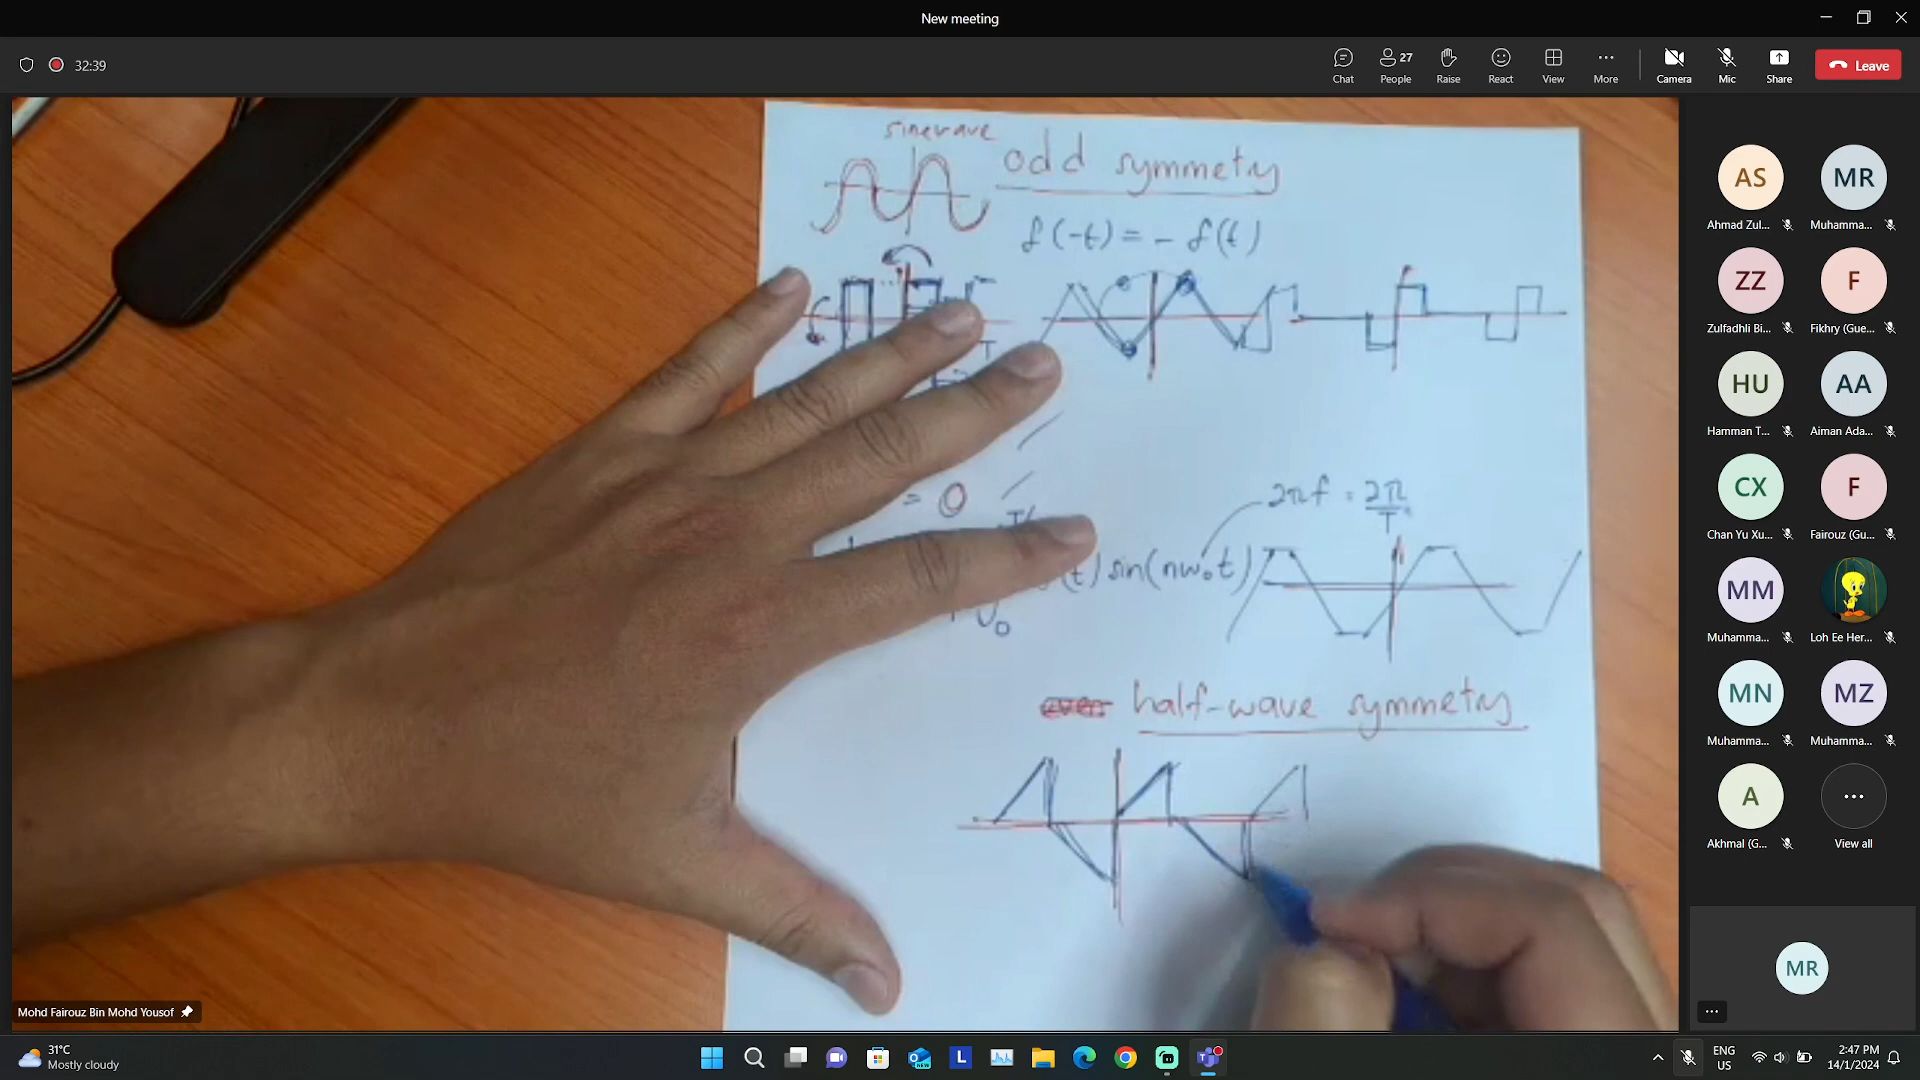 New meeting
32:39
Chat
27
People
Raise
React
View
More
Camera
Mic
Share
Leave
sinewave
odd symmetry
f(-t) = - f(t)
T
= 0
2πf = 2π
T
(t) sin(nω₀t)
0
half-wave symmetry
AS
Ahmad Zul...
MR
Muhamma...
ZZ
Zulfadhli Bi...
F
Fikhry (Gue...
HU
Hamman T...
AA
Aiman Ada...
CX
Chan Yu Xu...
F
Fairouz (Gu...
MM
Muhamma...
Loh Ee Her...
MN
Muhamma...
MZ
Muhamma...
A
Akhmal (G...
View all
MR
Mohd Fairouz Bin Mohd Yousof
31°C
Mostly cloudy
NEW
L
ENG
US
2:47 PM
14/1/2024